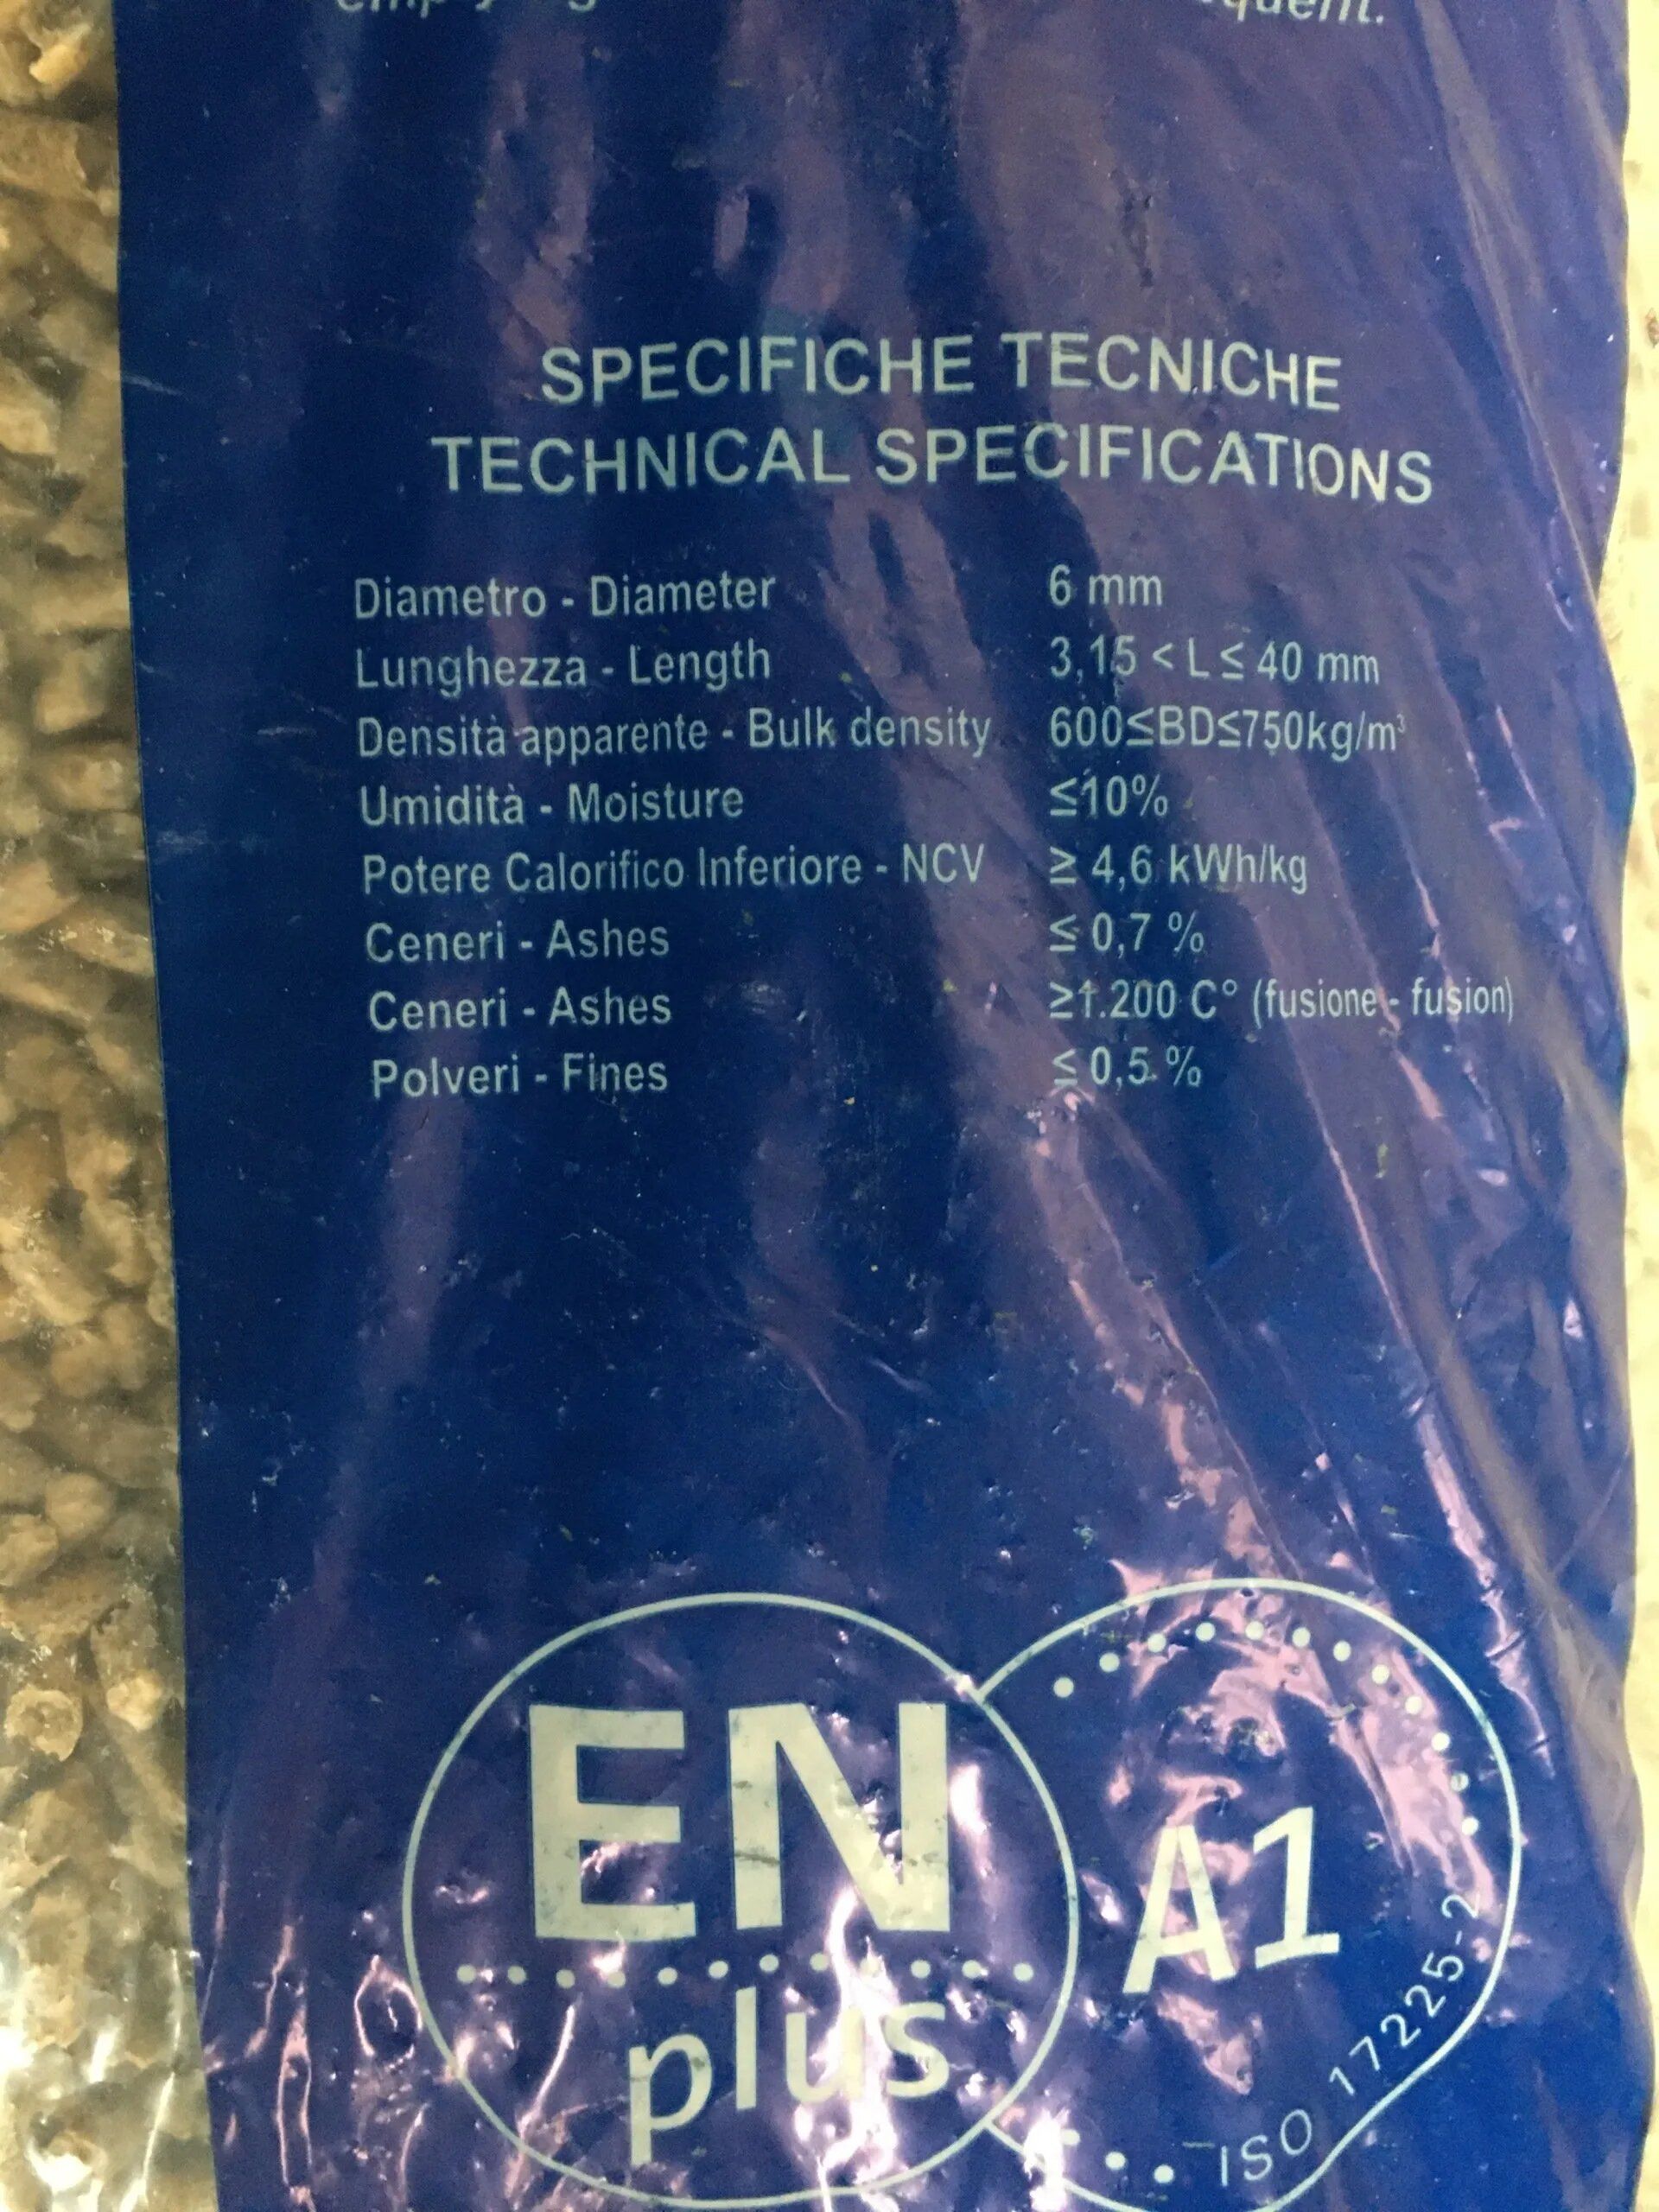 SPECIFICHE TECNICHE
TECHNICAL SPECIFICATIONS
Diametro - Diameter 6 mm
Lunghezza - Length 3,15 < L ≤ 40 mm
Densità apparente - Bulk density 600≤BD≤750kg/m³
Umidità - Moisture ≤10%
Potere Calorifico Inferiore - NCV ≥ 4,6 kWh/kg
Ceneri - Ashes ≤ 0,7 %
Ceneri - Ashes ≥1.200 C° (fusione - fusion)
Polveri - Fines ≤ 0,5 %
EN
plus
A1
ISO 17225-2